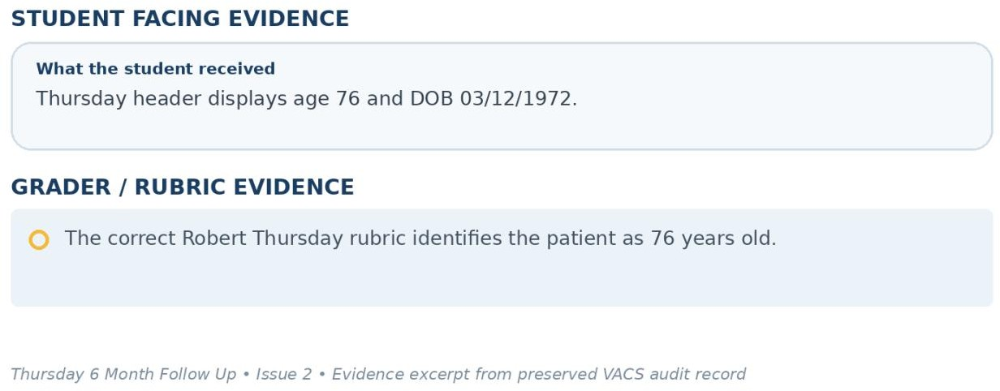 STUDENT FACING EVIDENCE
What the student received
Thursday header displays age 76 and DOB 03/12/1972.
GRADER / RUBRIC EVIDENCE
The correct Robert Thursday rubric identifies the patient as 76 years old.
Thursday 6 Month Follow Up • Issue 2 • Evidence excerpt from preserved VACS audit record